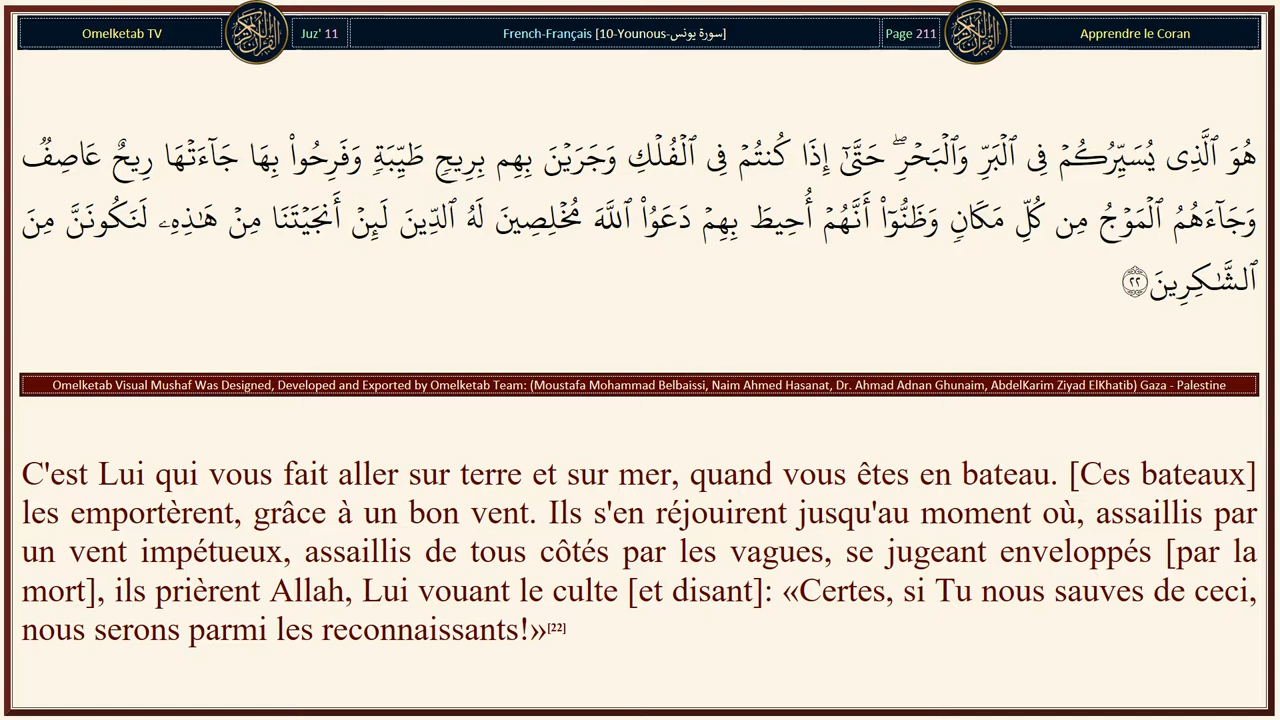 Omelketab TV
Juz' 11
French-Français [10-Younous-سورة يونس]
Page 211
Apprendre le Coran
هُوَ ٱلَّذِى يُسَيِّرُكُمْ فِى ٱلْبَرِّ وَٱلْبَحْرِ ۖ حَتَّىٰٓ إِذَا كُنتُمْ فِى ٱلْفُلْكِ وَجَرَيْنَ بِهِم بِرِيحٍ طَيِّبَةٍ وَفَرِحُوا۟ بِهَا جَآءَتْهَا رِيحٌ عَاصِفٌ
وَجَآءَهُمُ ٱلْمَوْجُ مِن كُلِّ مَكَانٍ وَظَنُّوٓا۟ أَنَّهُمْ أُحِيطَ بِهِمْ دَعَوُا۟ ٱللَّهَ مُخْلِصِينَ لَهُ ٱلدِّينَ لَئِنْ أَنجَيْتَنَا مِنْ هَـٰذِهِۦ لَنَكُونَنَّ مِنَ
ٱلشَّـٰكِرِينَ ٢٢
Omelketab Visual Mushaf Was Designed, Developed and Exported by Omelketab Team: (Moustafa Mohammad Belbaissi, Naim Ahmed Hasanat, Dr. Ahmad Adnan Ghunaim, AbdelKarim Ziyad ElKhatib) Gaza - Palestine
C'est Lui qui vous fait aller sur terre et sur mer, quand vous êtes en bateau. [Ces bateaux]
les emportèrent, grâce à un bon vent. Ils s'en réjouirent jusqu'au moment où, assaillis par
un vent impétueux, assaillis de tous côtés par les vagues, se jugeant enveloppés [par la
mort], ils prièrent Allah, Lui vouant le culte [et disant]: «Certes, si Tu nous sauves de ceci,
nous serons parmi les reconnaissants!»[22]